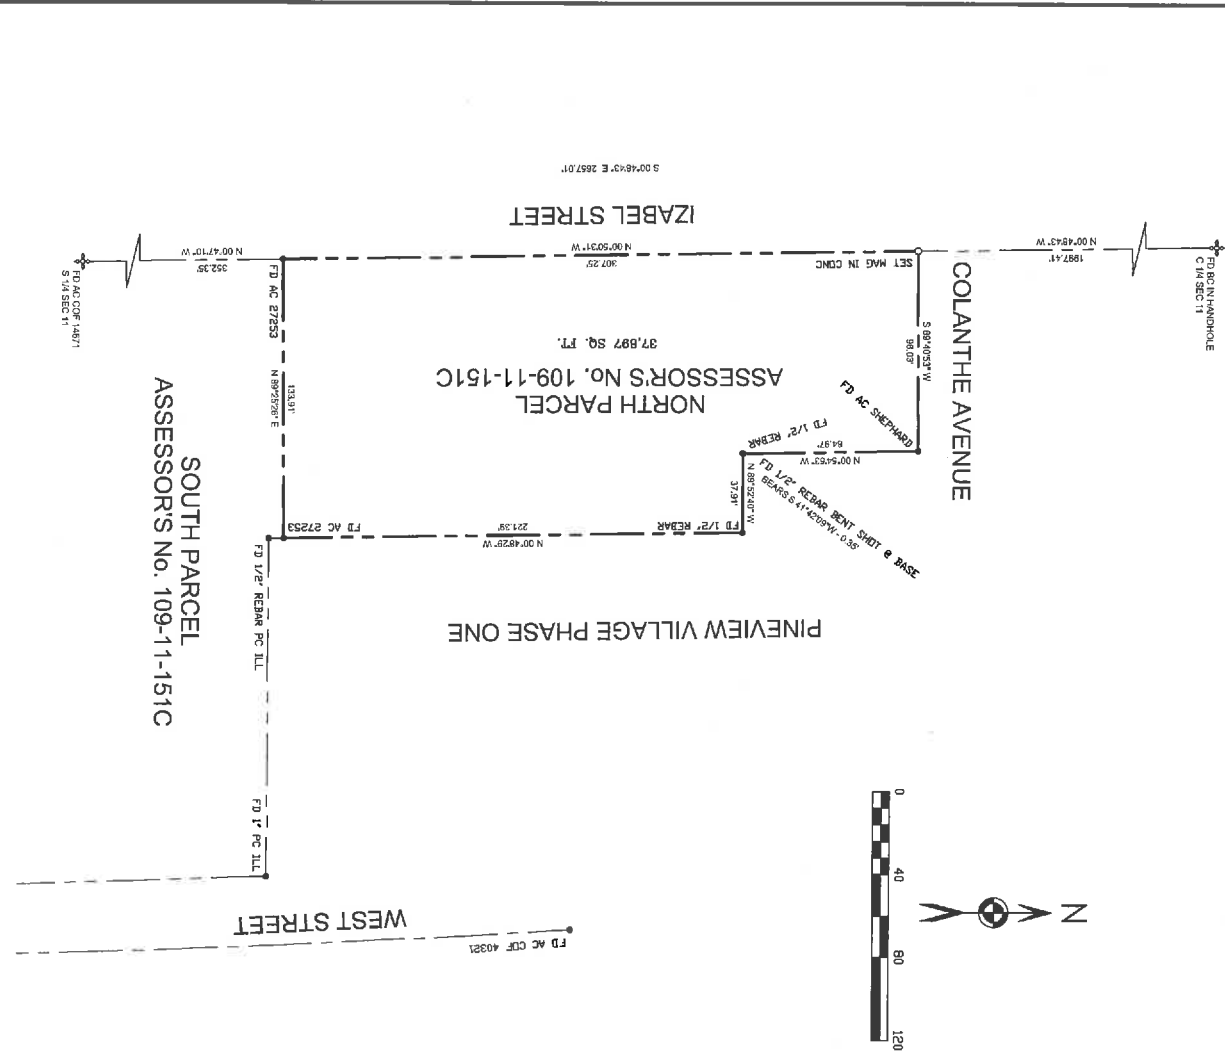 S 00°48'43" E 2657.01'
IZABEL STREET
N 00°47'10" W
352.35'
N 00°50'31" W
307.25'
N 00°48'43" W
1997.41'
FD AC COF 14671
S 1/4 SEC 11
FD BC IN HANDHOLE
C 1/4 SEC 11
FD AC 27253
SET MAG IN CONC
COLANTHE AVENUE
S 89°40'53" W
98.03'
37,897 SQ. FT.
NORTH PARCEL
ASSESSOR'S No. 109-11-151C
N 89°25'26" E
133.91'
FD AC SHEPHARD
FD 1/2" REBAR
N 00°54'53" W
84.97'
N 89°52'40" W
37.91'
FD 1/2" REBAR BENT SHOT @ BASE
BEARS S 41°42'09"W - 0.35'
FD AC 27253
N 00°48'29" W
221.39'
FD 1/2" REBAR
SOUTH PARCEL
ASSESSOR'S No. 109-11-151C
FD 1/2" REBAR PC ILL
PINEVIEW VILLAGE PHASE ONE
FD 1" PC ILL
WEST STREET
FD AC COF 40321
0
40
80
120
N